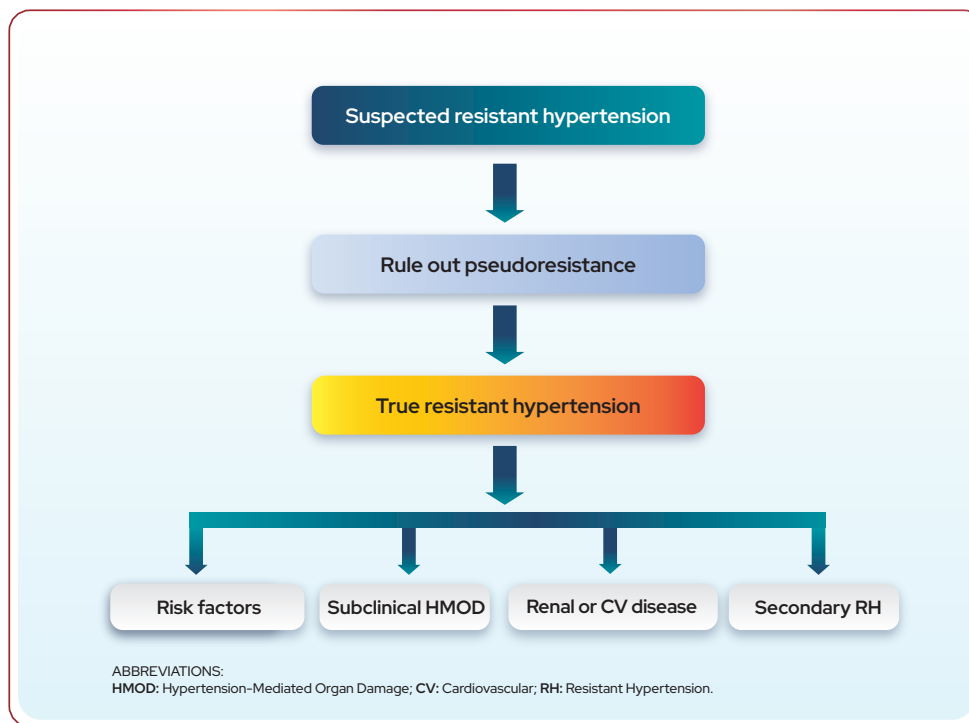 Suspected resistant hypertension
Rule out pseudoresistance
True resistant hypertension
Risk factors
Subclinical HMOD
Renal or CV disease
Secondary RH
ABBREVIATIONS:
HMOD: Hypertension-Mediated Organ Damage; CV: Cardiovascular; RH: Resistant Hypertension.